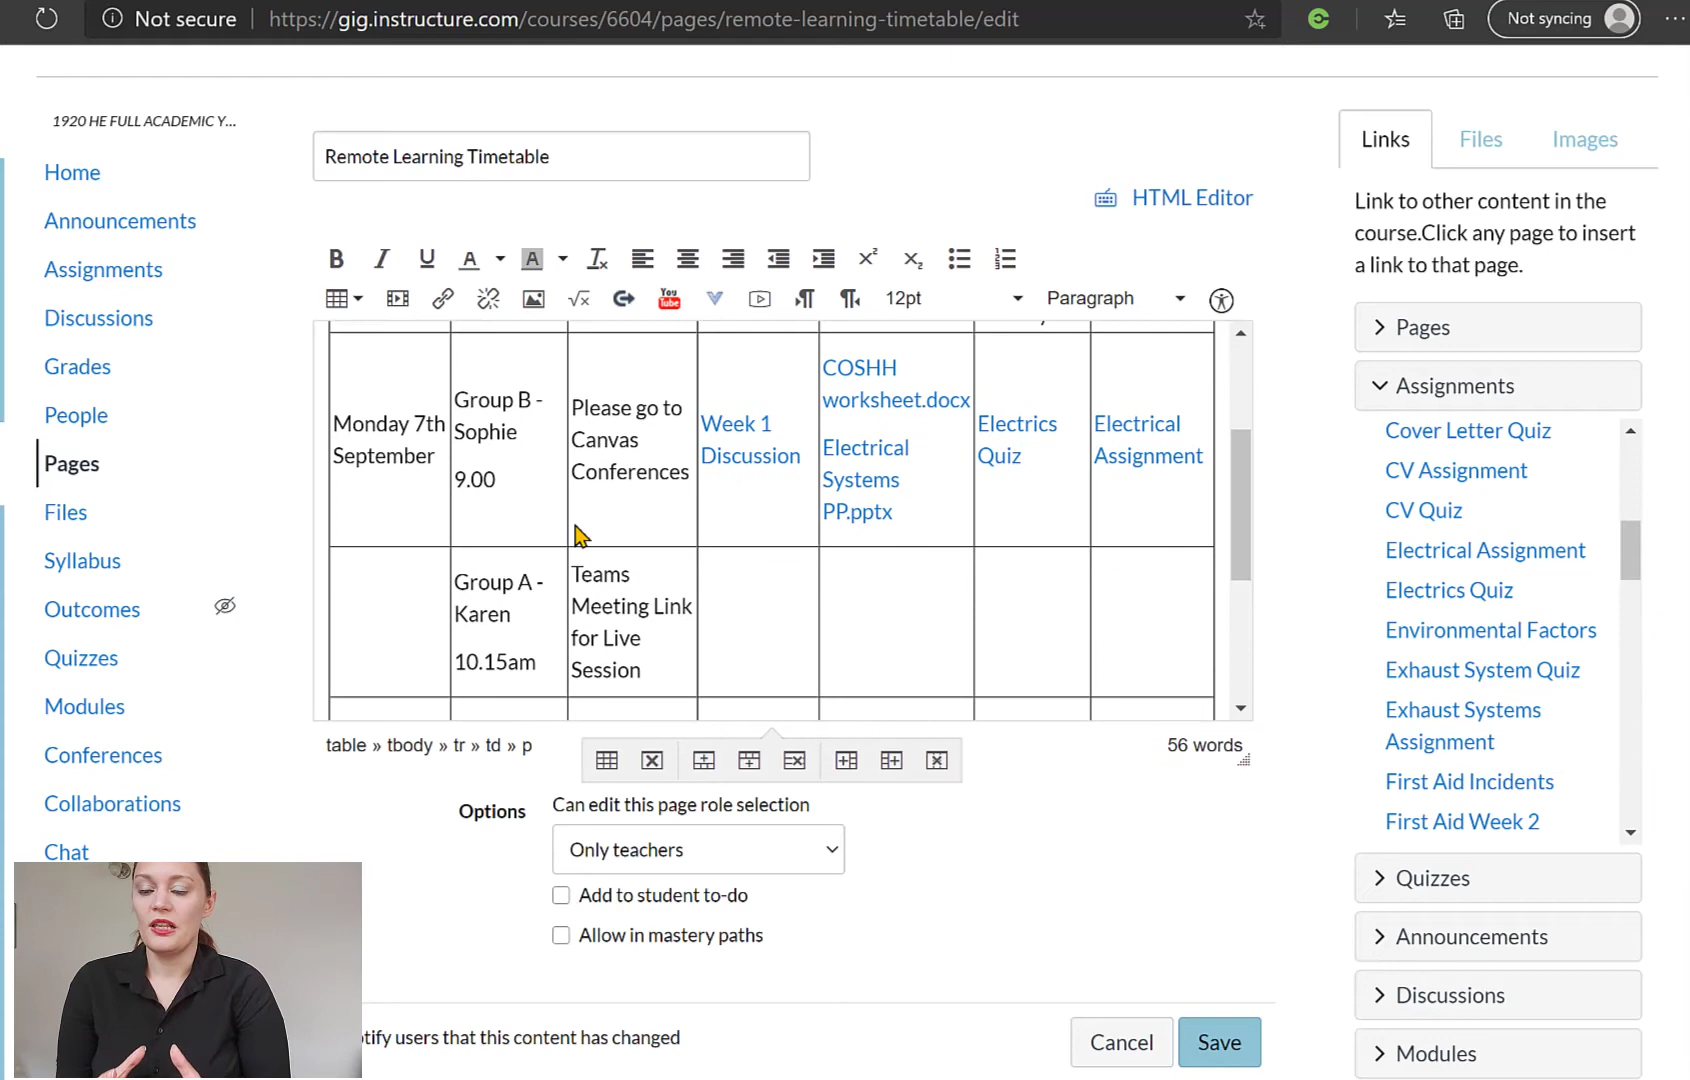 Not secure
https://gig.instructure.com/courses/6604/pages/remote-learning-timetable/edit
Not syncing
1920 HE FULL ACADEMIC Y...
Home
Announcements
Assignments
Discussions
Grades
People
Pages
Files
Syllabus
Outcomes
Quizzes
Modules
Conferences
Collaborations
Chat
Remote Learning Timetable
HTML Editor
12pt
Paragraph
Monday 7th
September
Group B -
Sophie
9.00
Please go to
Canvas
Conferences
Week 1
Discussion
COSHH
worksheet.docx
Electrical
Systems
PP.pptx
Electrics
Quiz
Electrical
Assignment
Group A -
Karen
10.15am
Teams
Meeting Link
for Live
Session
table » tbody » tr » td » p
56 words
Options
Can edit this page role selection
Only teachers
Add to student to-do
Allow in mastery paths
tify users that this content has changed
Cancel
Save
Links
Files
Images
Link to other content in the
course.Click any page to insert
a link to that page.
Pages
Assignments
Cover Letter Quiz
CV Assignment
CV Quiz
Electrical Assignment
Electrics Quiz
Environmental Factors
Exhaust System Quiz
Exhaust Systems
Assignment
First Aid Incidents
First Aid Week 2
Quizzes
Announcements
Discussions
Modules